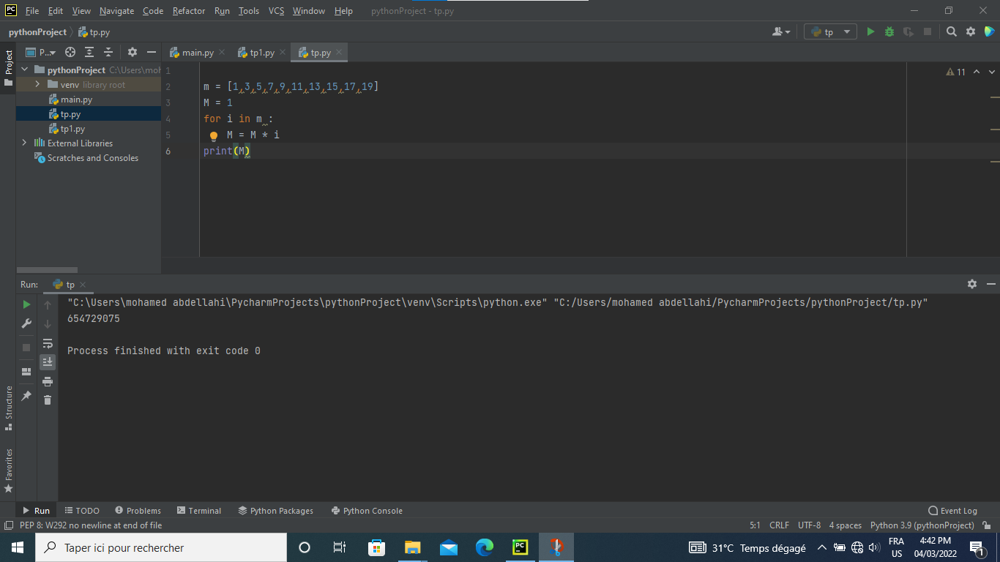 PC File Edit View Navigate Code Refactor Run Tools VCS Window Help pythonProject - tp.py
pythonProject tp.py tp
Project
P... main.py tp1.py tp.py
pythonProject C:\Users\moh
venv library root
main.py
tp.py
tp1.py
External Libraries
Scratches and Consoles
11
1
2 m = [1,3,5,7,9,11,13,15,17,19]
3 M = 1
4 for i in m :
5 M = M * i
6 print(M)
Run: tp
"C:\Users\mohamed abdellahi\PycharmProjects\pythonProject\venv\Scripts\python.exe" "C:/Users/mohamed abdellahi/PycharmProjects/pythonProject/tp.py"
654729075
Process finished with exit code 0
Structure
Favorites
Run TODO Problems Terminal Python Packages Python Console Event Log
PEP 8: W292 no newline at end of file 5:1 CRLF UTF-8 4 spaces Python 3.9 (pythonProject)
Taper ici pour rechercher PC 31°C Temps dégagé FRA 4:42 PM
US 04/03/2022 1